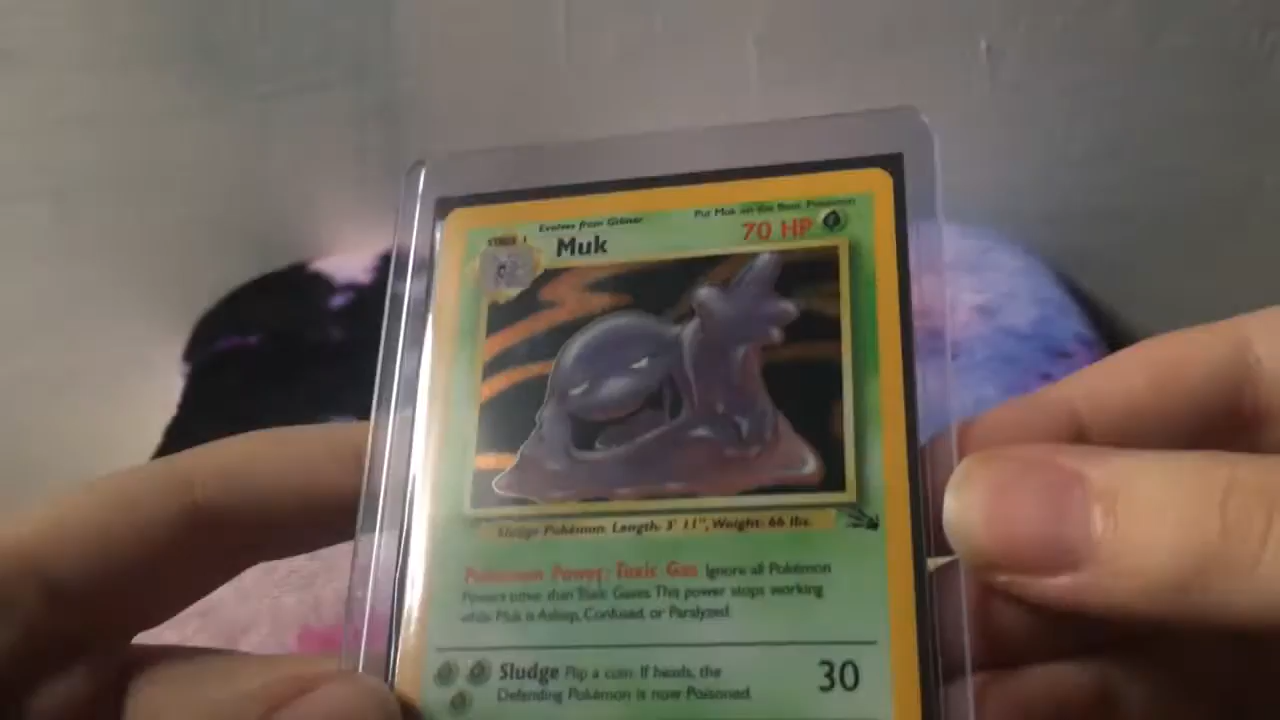 Evolves from Grimer
Put Muk on the Basic Pokémon
STAGE 1
Muk
70 HP
Sludge Pokémon. Length: 3' 11", Weight: 66 lbs.
Pokémon Power: Toxic Gas Ignore all Pokémon
Powers other than Toxic Gases. This power stops working
while Muk is Asleep, Confused, or Paralyzed.
Sludge Flip a coin. If heads, the
Defending Pokémon is now Poisoned.
30